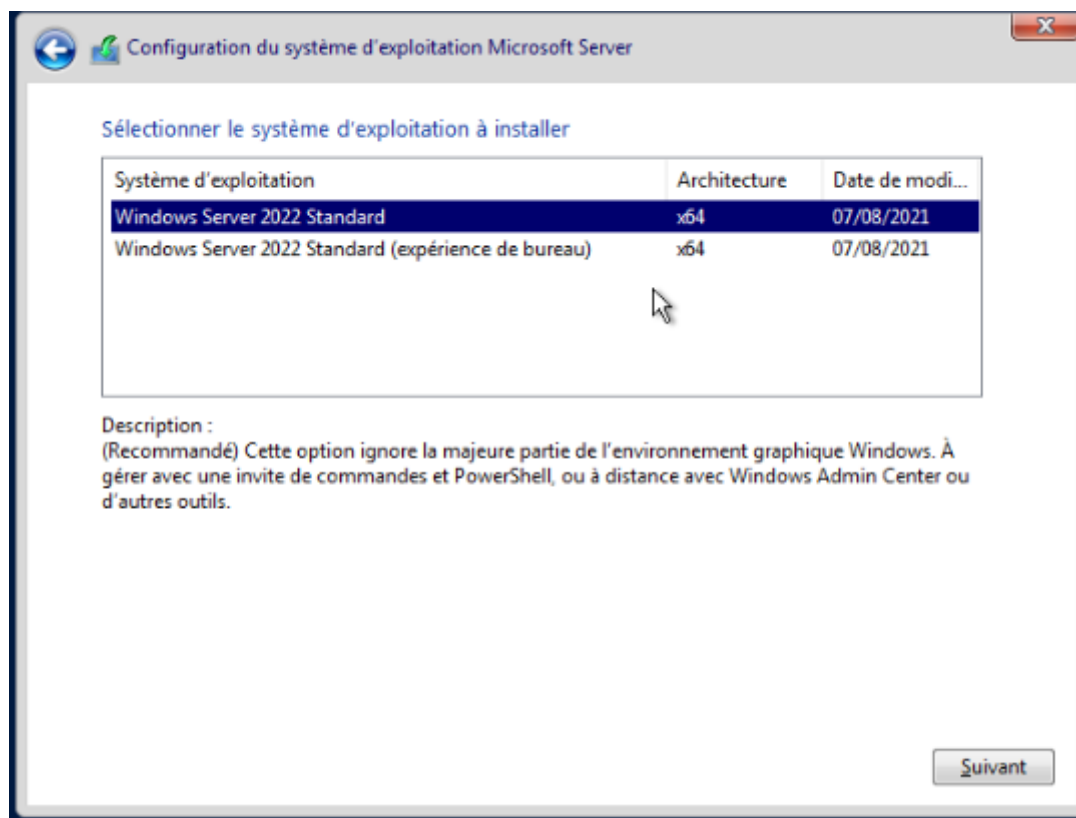 Configuration du système d'exploitation Microsoft Server
Sélectionner le système d'exploitation à installer
Système d'exploitation Architecture Date de modi...
Windows Server 2022 Standard x64 07/08/2021
Windows Server 2022 Standard (expérience de bureau) x64 07/08/2021
Description :
(Recommandé) Cette option ignore la majeure partie de l'environnement graphique Windows. À
gérer avec une invite de commandes et PowerShell, ou à distance avec Windows Admin Center ou
d'autres outils.
Suivant